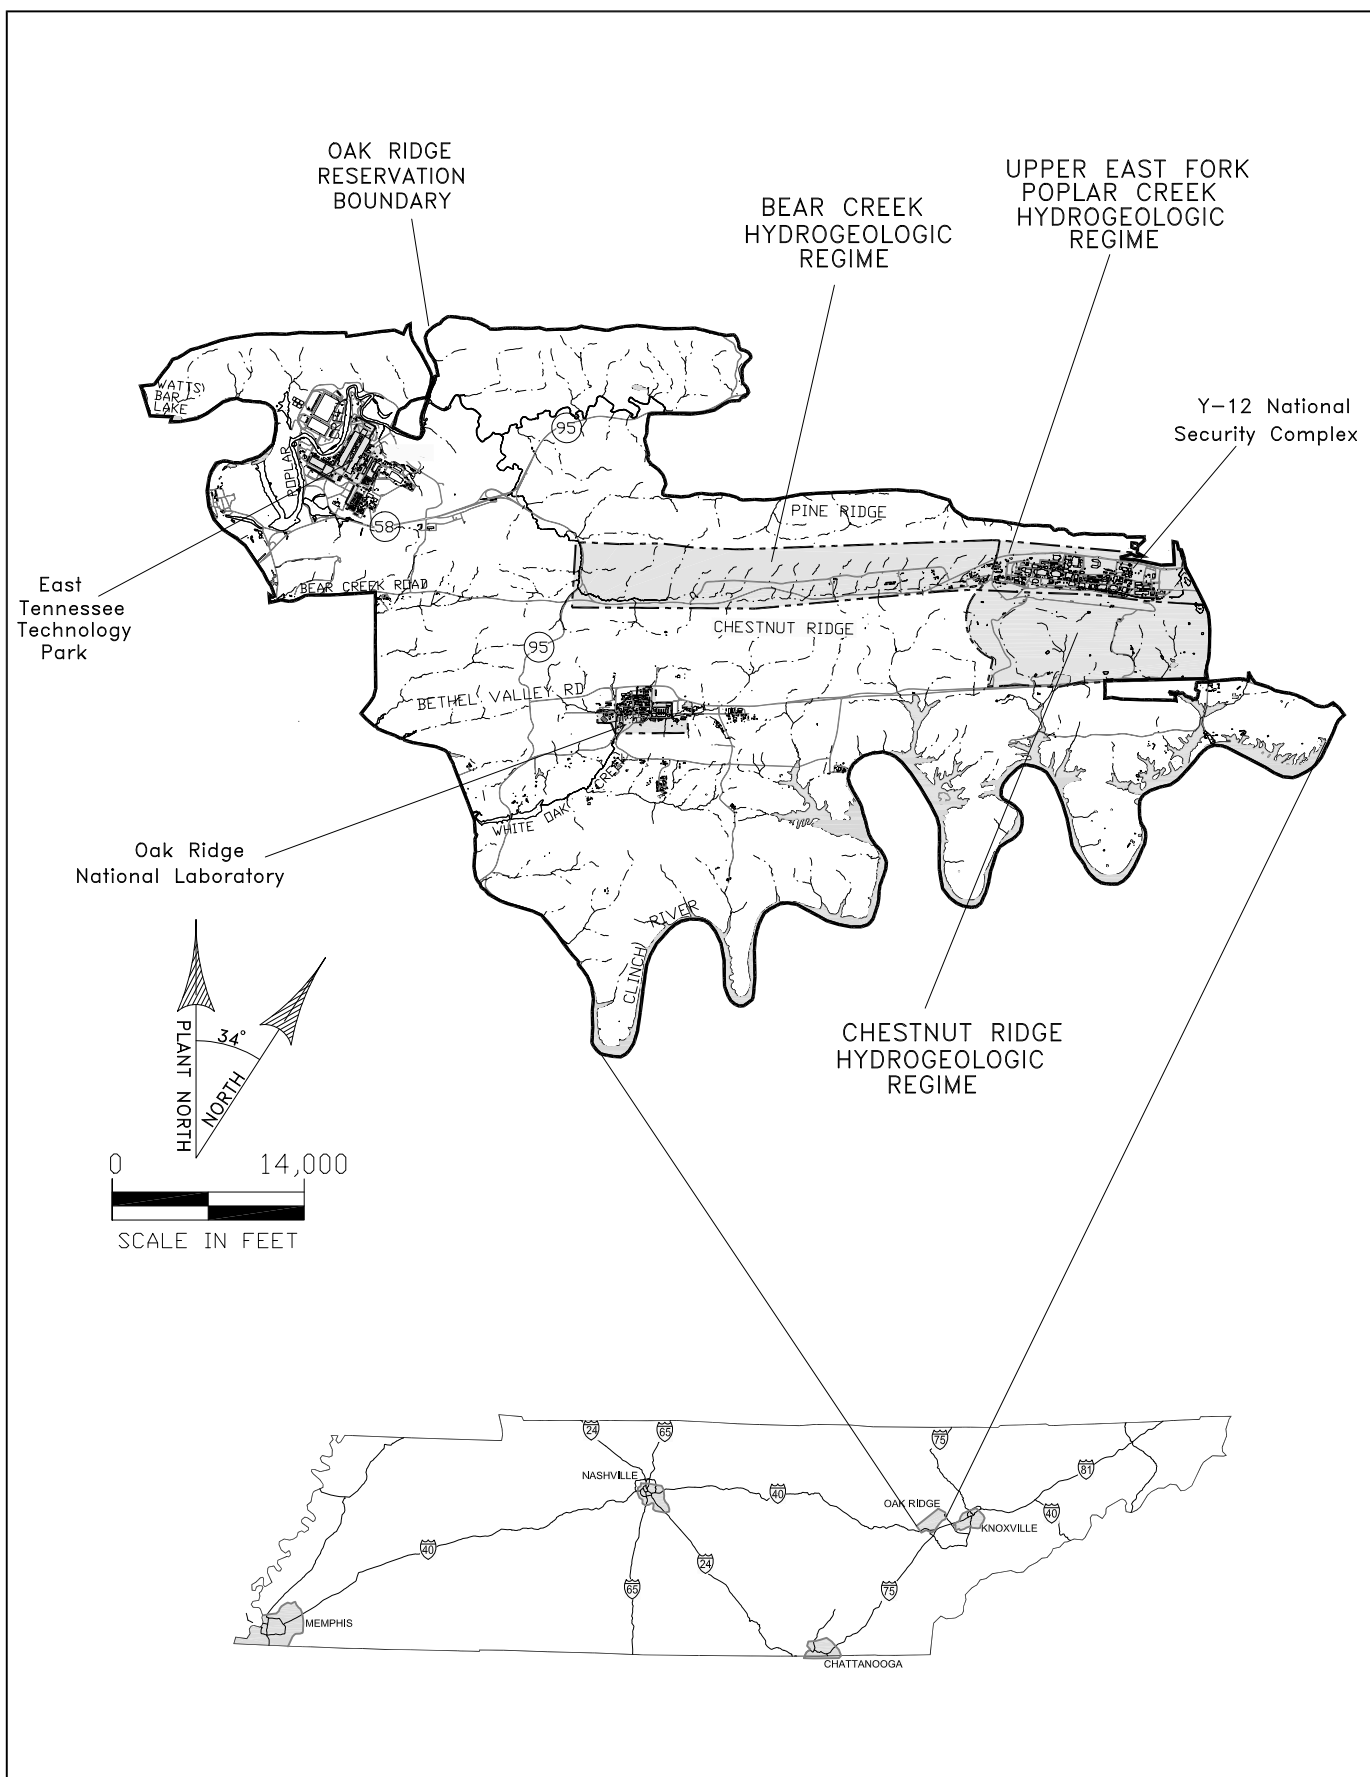 OAK RIDGE
RESERVATION
BOUNDARY
BEAR CREEK
HYDROGEOLOGIC
REGIME
UPPER EAST FORK
POPLAR CREEK
HYDROGEOLOGIC
REGIME
Y-12 National
Security Complex
WATTS
BAR
LAKE
POPLAR
95
58
PINE RIDGE
BEAR CREEK ROAD
East
Tennessee
Technology
Park
CHESTNUT RIDGE
95
BETHEL VALLEY RD
WHITE OAK CREEK
Oak Ridge
National Laboratory
CLINCH RIVER
CHESTNUT RIDGE
HYDROGEOLOGIC
REGIME
PLANT NORTH
34°
NORTH
0 14,000
SCALE IN FEET
24
65
75
81
NASHVILLE
40
OAK RIDGE
KNOXVILLE
40
40
24
65
75
MEMPHIS
CHATTANOOGA